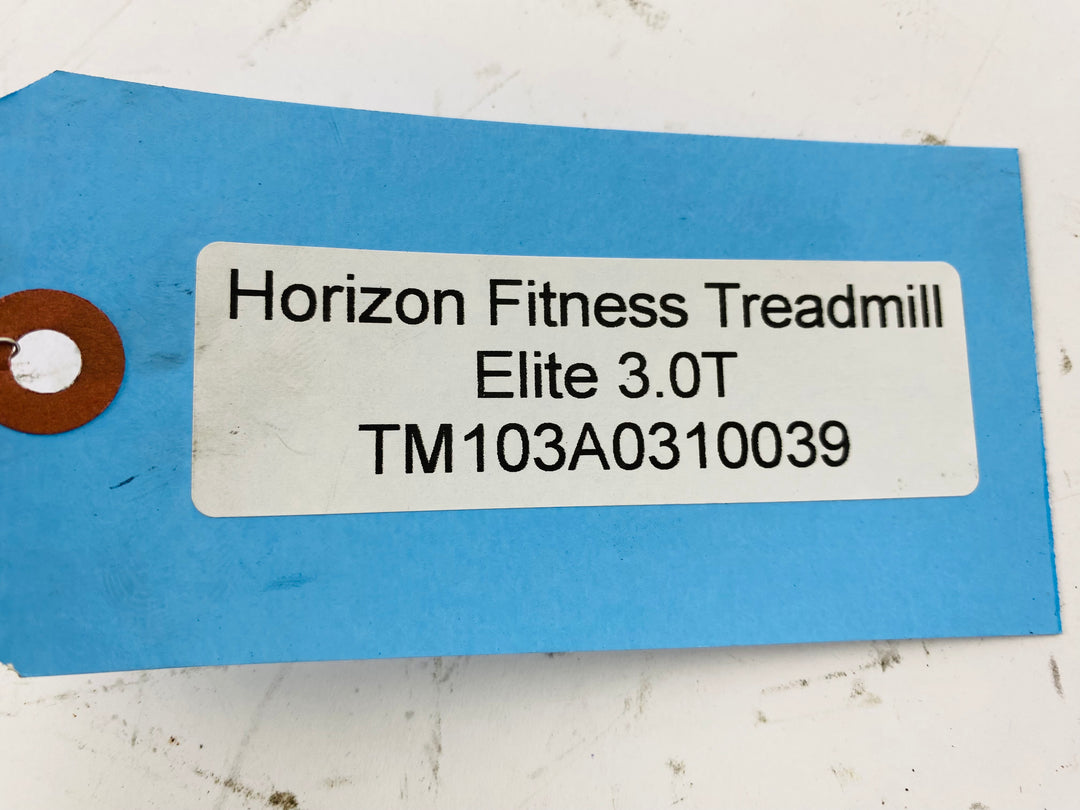 Horizon Fitness Treadmill
Elite 3.0T
TM103A0310039